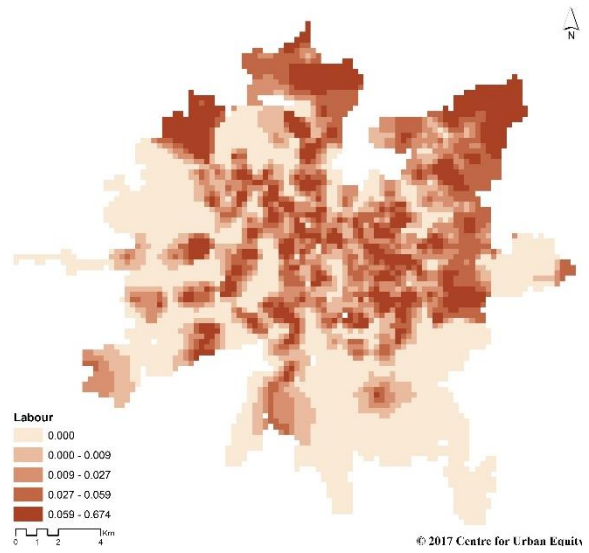 N
Labour
0.000
0.000 - 0.009
0.009 - 0.027
0.027 - 0.059
0.059 - 0.674
Km
0 1 2 4
© 2017 Centre for Urban Equity